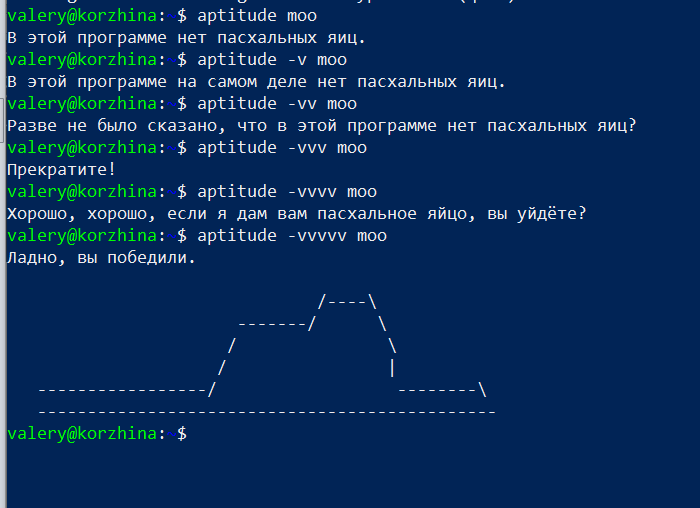 valery@korzhina:~$ aptitude moo
В этой программе нет пасхальных яиц.
valery@korzhina:~$ aptitude -v moo
В этой программе на самом деле нет пасхальных яиц.
valery@korzhina:~$ aptitude -vv moo
Разве не было сказано, что в этой программе нет пасхальных яиц?
valery@korzhina:~$ aptitude -vvv moo
Прекратите!
valery@korzhina:~$ aptitude -vvvv moo
Хорошо, хорошо, если я дам вам пасхальное яйцо, вы уйдёте?
valery@korzhina:~$ aptitude -vvvvv moo
Ладно, вы победили.
                               /----\
                       -------/      \
                      /               \
                     /                |
   -----------------/                  --------\
   ----------------------------------------------
valery@korzhina:~$